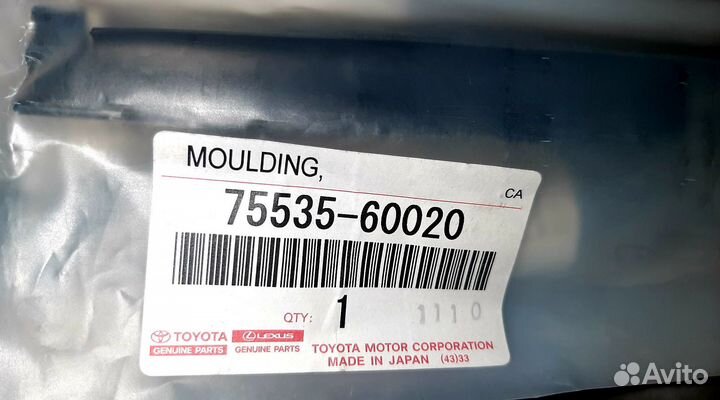 MOULDING,
CA
75535-60020
QTY: 1
1110
TOYOTA LEXUS
GENUINE PARTS GENUINE PARTS
TOYOTA MOTOR CORPORATION
MADE IN JAPAN (43)33
Avito